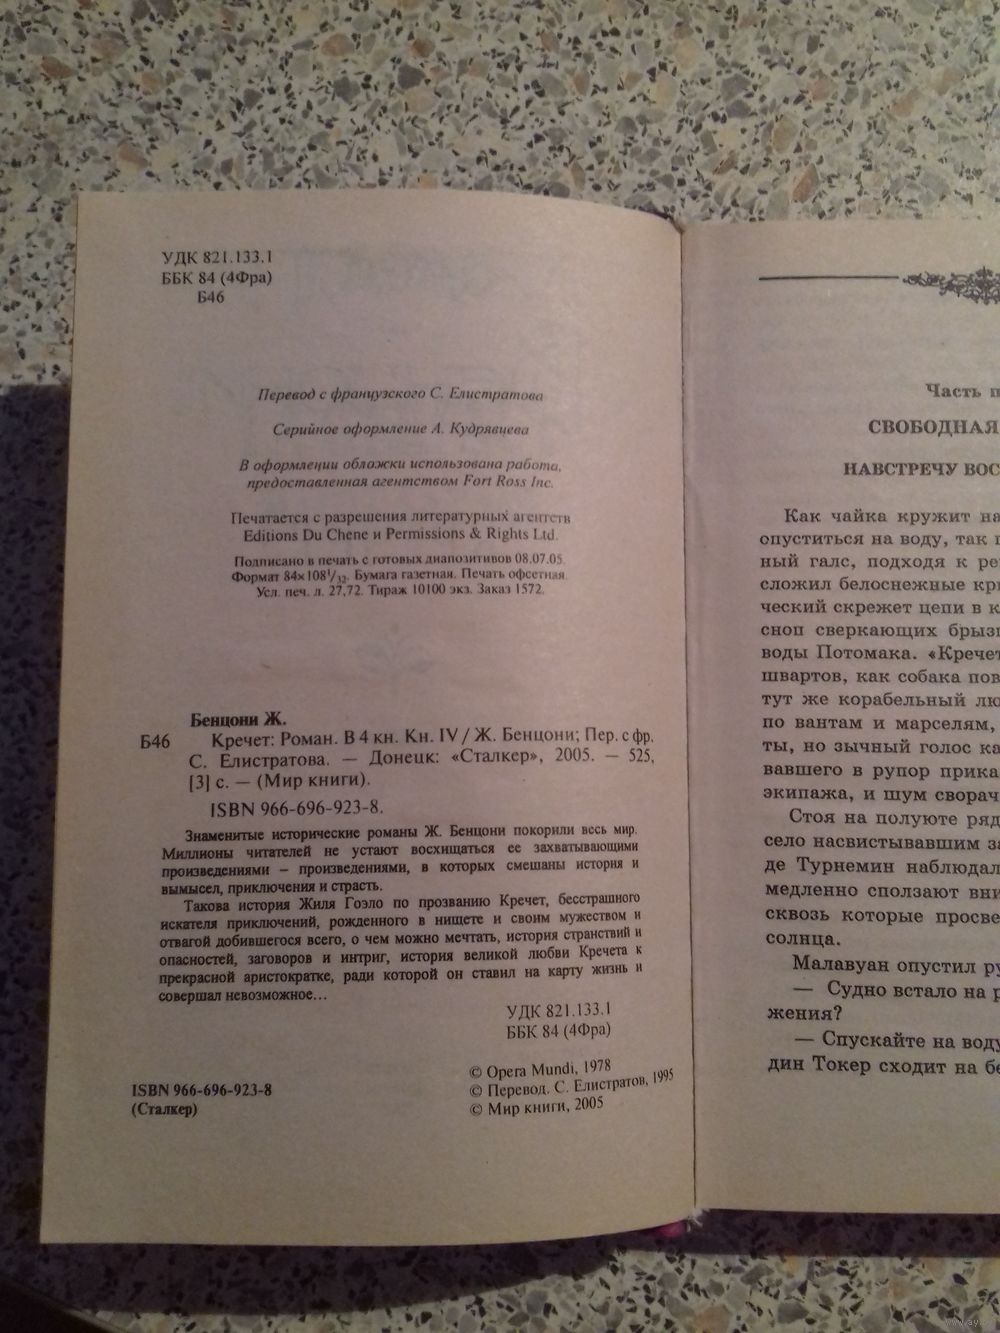 УДК 821.133.1
ББК 84 (4Фра)
Б46
Перевод с французского С. Елистратова
Серийное оформление А. Кудрявцева
В оформлении обложки использована работа,
предоставленная агентством Fort Ross Inc.
Печатается с разрешения литературных агентств
Editions Du Chene и Permissions & Rights Ltd.
Подписано в печать с готовых диапозитивов 08.07.05.
Формат 84×108 1/32. Бумага газетная. Печать офсетная.
Усл. печ. л. 27,72. Тираж 10100 экз. Заказ 1572.
Бенцони Ж.
Б46 Кречет: Роман. В 4 кн. Кн. IV / Ж. Бенцони; Пер. с фр.
С. Елистратова. — Донецк: «Сталкер», 2005. — 525,
[3] с. — (Мир книги).
ISBN 966-696-923-8.
Знаменитые исторические романы Ж. Бенцони покорили весь мир.
Миллионы читателей не устают восхищаться ее захватывающими
произведениями – произведениями, в которых смешаны история и
вымысел, приключения и страсть.
Такова история Жиля Гоэло по прозванию Кречет, бесстрашного
искателя приключений, рожденного в нищете и своим мужеством и
отвагой добившегося всего, о чем можно мечтать, история странствий и
опасностей, заговоров и интриг, история великой любви Кречета к
прекрасной аристократке, ради которой он ставил на карту жизнь и
совершал невозможное...
УДК 821.133.1
ББК 84 (4Фра)
© Opera Mundi, 1978
ISBN 966-696-923-8 © Перевод. С. Елистратов, 1995
(Сталкер) © Мир книги, 2005
Часть п
СВОБОДНАЯ
НАВСТРЕЧУ ВОС
Как чайка кружит на
опуститься на воду, так
ный галс, подходя к ре
сложил белоснежные кр
ческий скрежет цепи в к
сноп сверкающих брыз
воды Потомака. «Кречет
швартов, как собака пов
тут же корабельный лю
по вантам и марселям,
ты, но зычный голос ка
вавшего в рупор прика
экипажа, и шум сворач
Стоя на полуюте ряд
село насвистывавшим за
де Турнемин наблюдал
медленно сползают вни
сквозь которые просве
солнца.
Малавуан опустил ру
— Судно встало на р
жения?
— Спускайте на воду
дин Токер сходит на бе